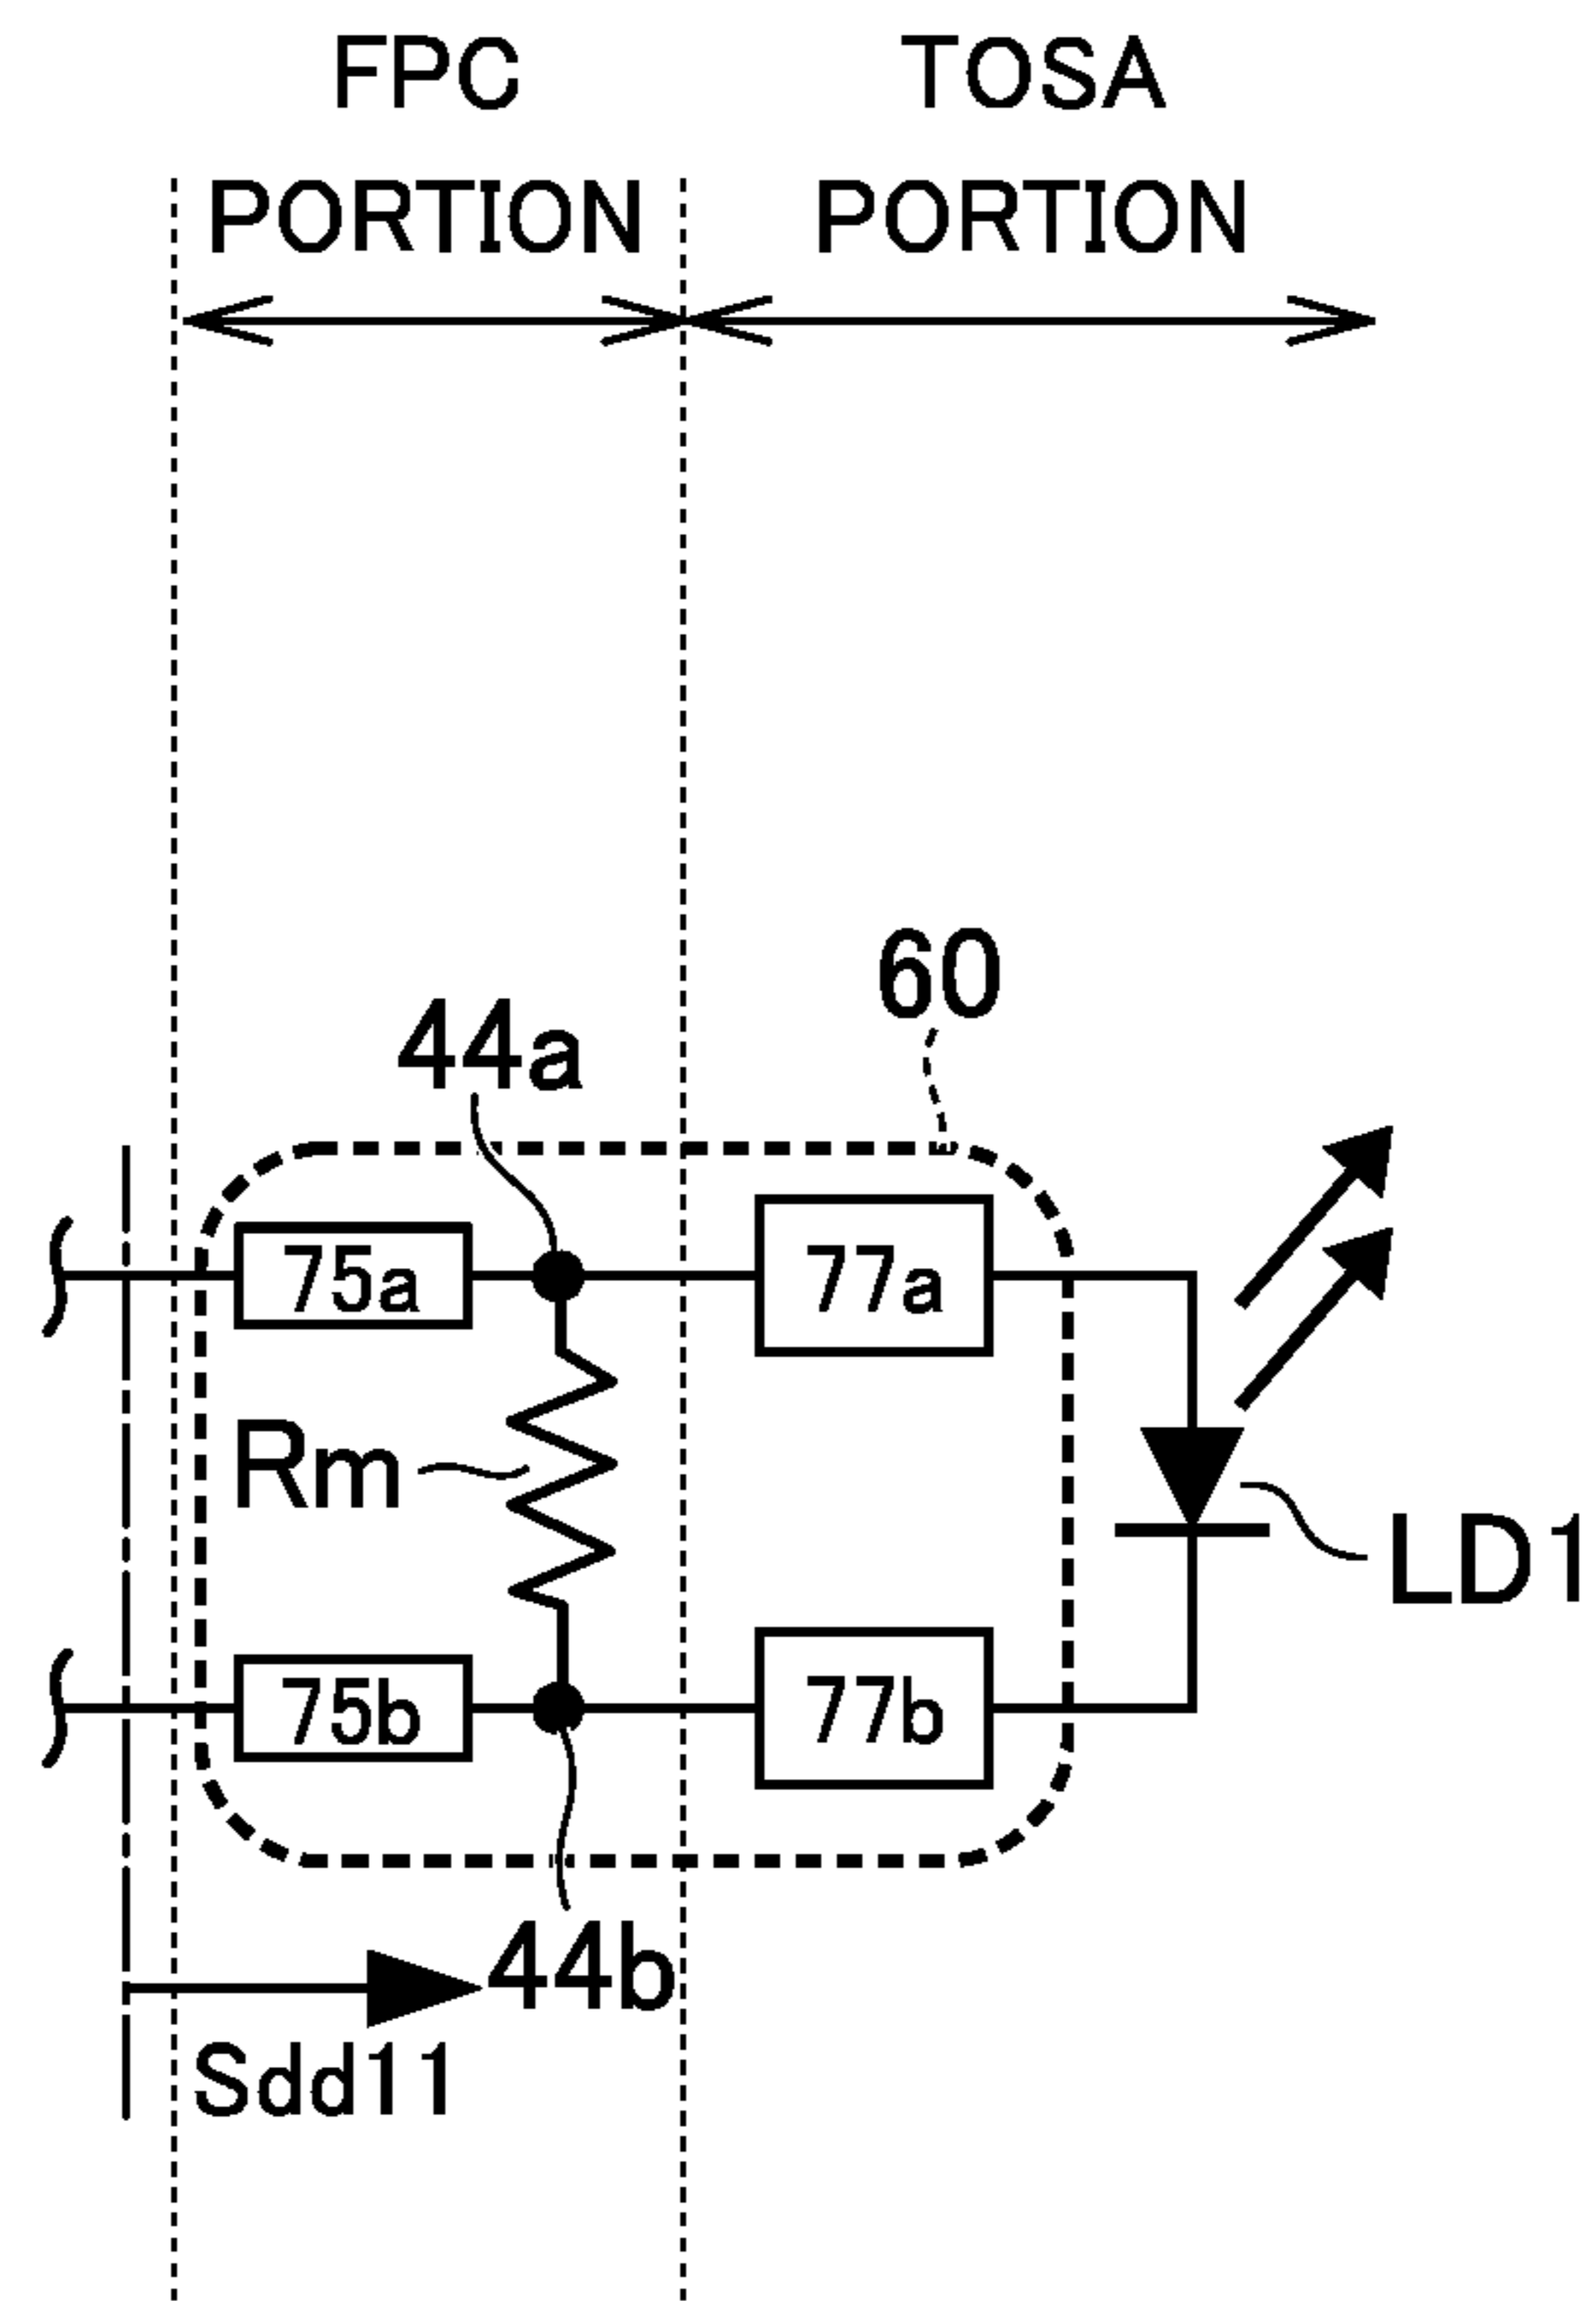 FPC
PORTION
TOSA
PORTION
60
44a
75a
77a
Rm
LD1
75b
77b
44b
Sdd11